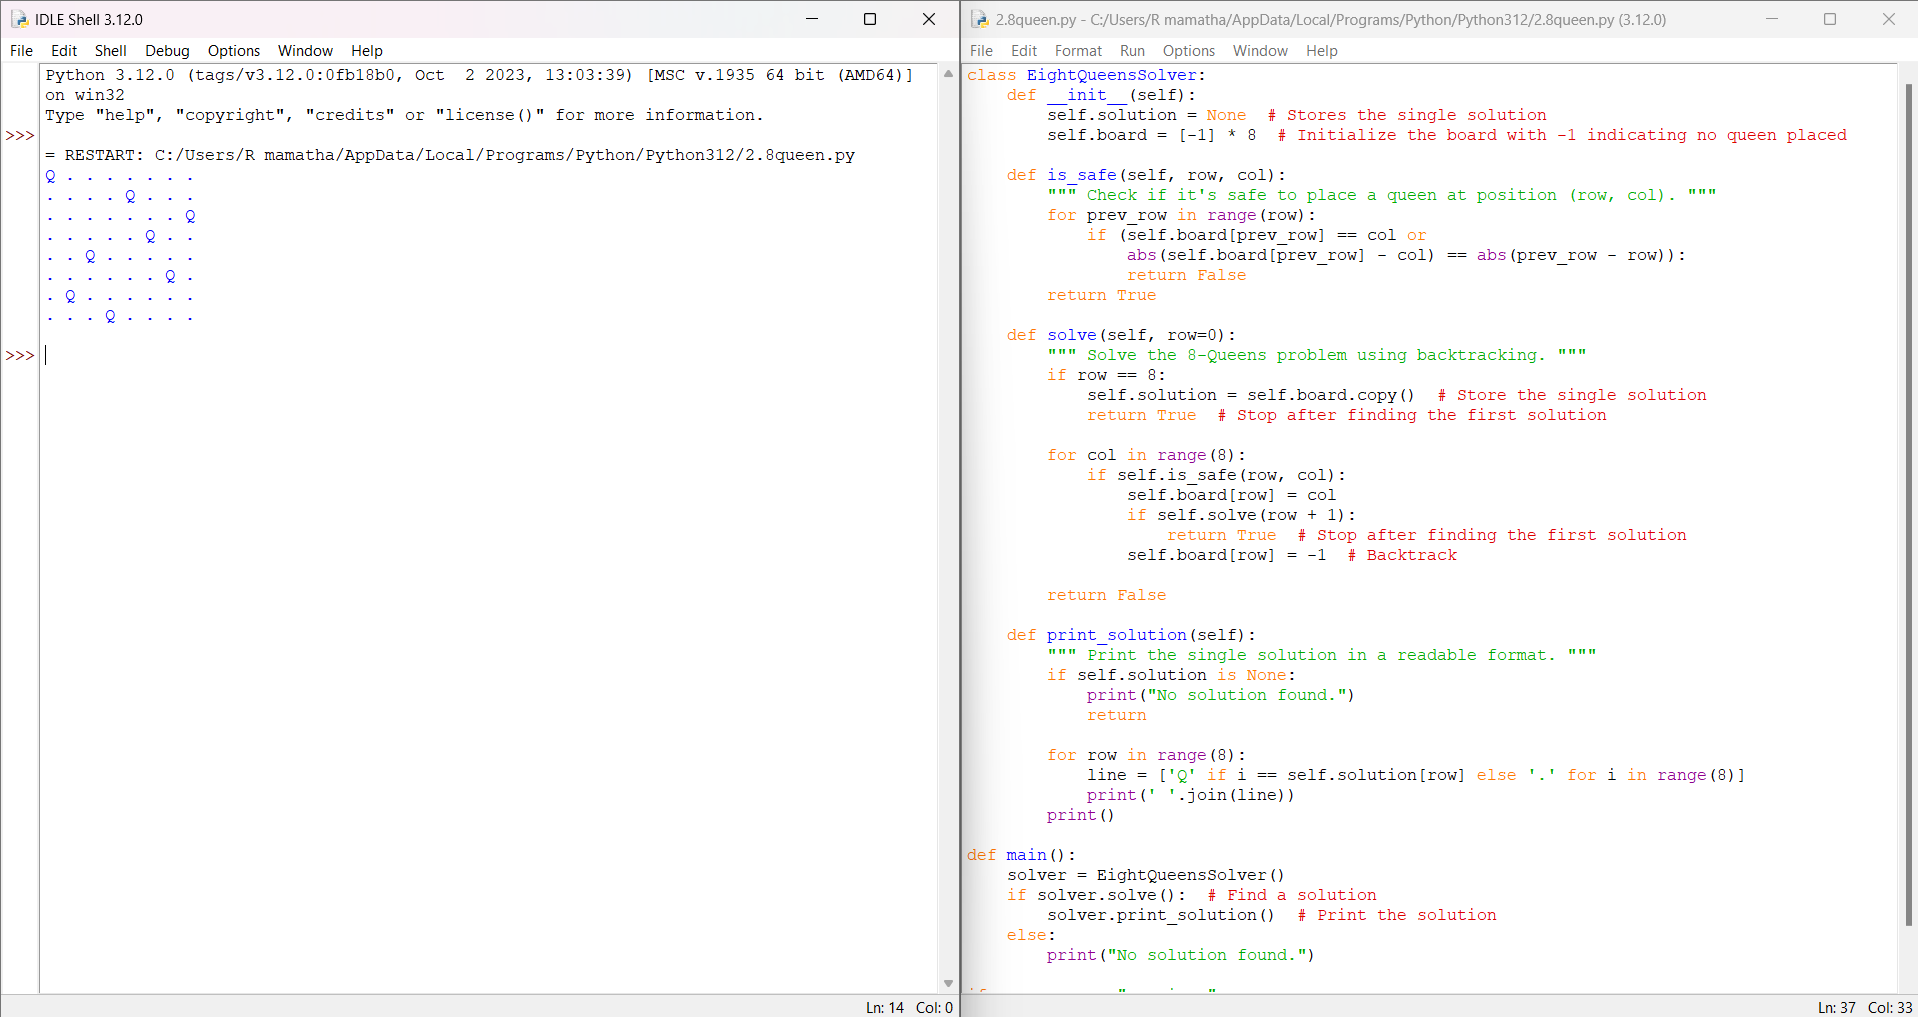 IDLE Shell 3.12.0
File Edit Shell Debug Options Window Help
Python 3.12.0 (tags/v3.12.0:0fb18b0, Oct  2 2023, 13:03:39) [MSC v.1935 64 bit (AMD64)]
on win32
Type "help", "copyright", "credits" or "license()" for more information.
>>>
= RESTART: C:/Users/R mamatha/AppData/Local/Programs/Python/Python312/2.8queen.py
Q . . . . . . .
. . . . Q . . .
. . . . . . . Q
. . . . . Q . .
. . Q . . . . .
. . . . . . Q .
. Q . . . . . .
. . . Q . . . .
>>>
Ln: 14 Col: 0
2.8queen.py - C:/Users/R mamatha/AppData/Local/Programs/Python/Python312/2.8queen.py (3.12.0)
File Edit Format Run Options Window Help
class EightQueensSolver:
    def __init__(self):
        self.solution = None  # Stores the single solution
        self.board = [-1] * 8  # Initialize the board with -1 indicating no queen placed
    def is_safe(self, row, col):
        """ Check if it's safe to place a queen at position (row, col). """
        for prev_row in range(row):
            if (self.board[prev_row] == col or
                abs(self.board[prev_row] - col) == abs(prev_row - row)):
                return False
        return True
    def solve(self, row=0):
        """ Solve the 8-Queens problem using backtracking. """
        if row == 8:
            self.solution = self.board.copy()  # Store the single solution
            return True  # Stop after finding the first solution
        for col in range(8):
            if self.is_safe(row, col):
                self.board[row] = col
                if self.solve(row + 1):
                    return True  # Stop after finding the first solution
                self.board[row] = -1  # Backtrack
        return False
    def print_solution(self):
        """ Print the single solution in a readable format. """
        if self.solution is None:
            print("No solution found.")
            return
        for row in range(8):
            line = ['Q' if i == self.solution[row] else '.' for i in range(8)]
            print(' '.join(line))
        print()
def main():
    solver = EightQueensSolver()
    if solver.solve():  # Find a solution
        solver.print_solution()  # Print the solution
    else:
        print("No solution found.")
Ln: 37 Col: 33